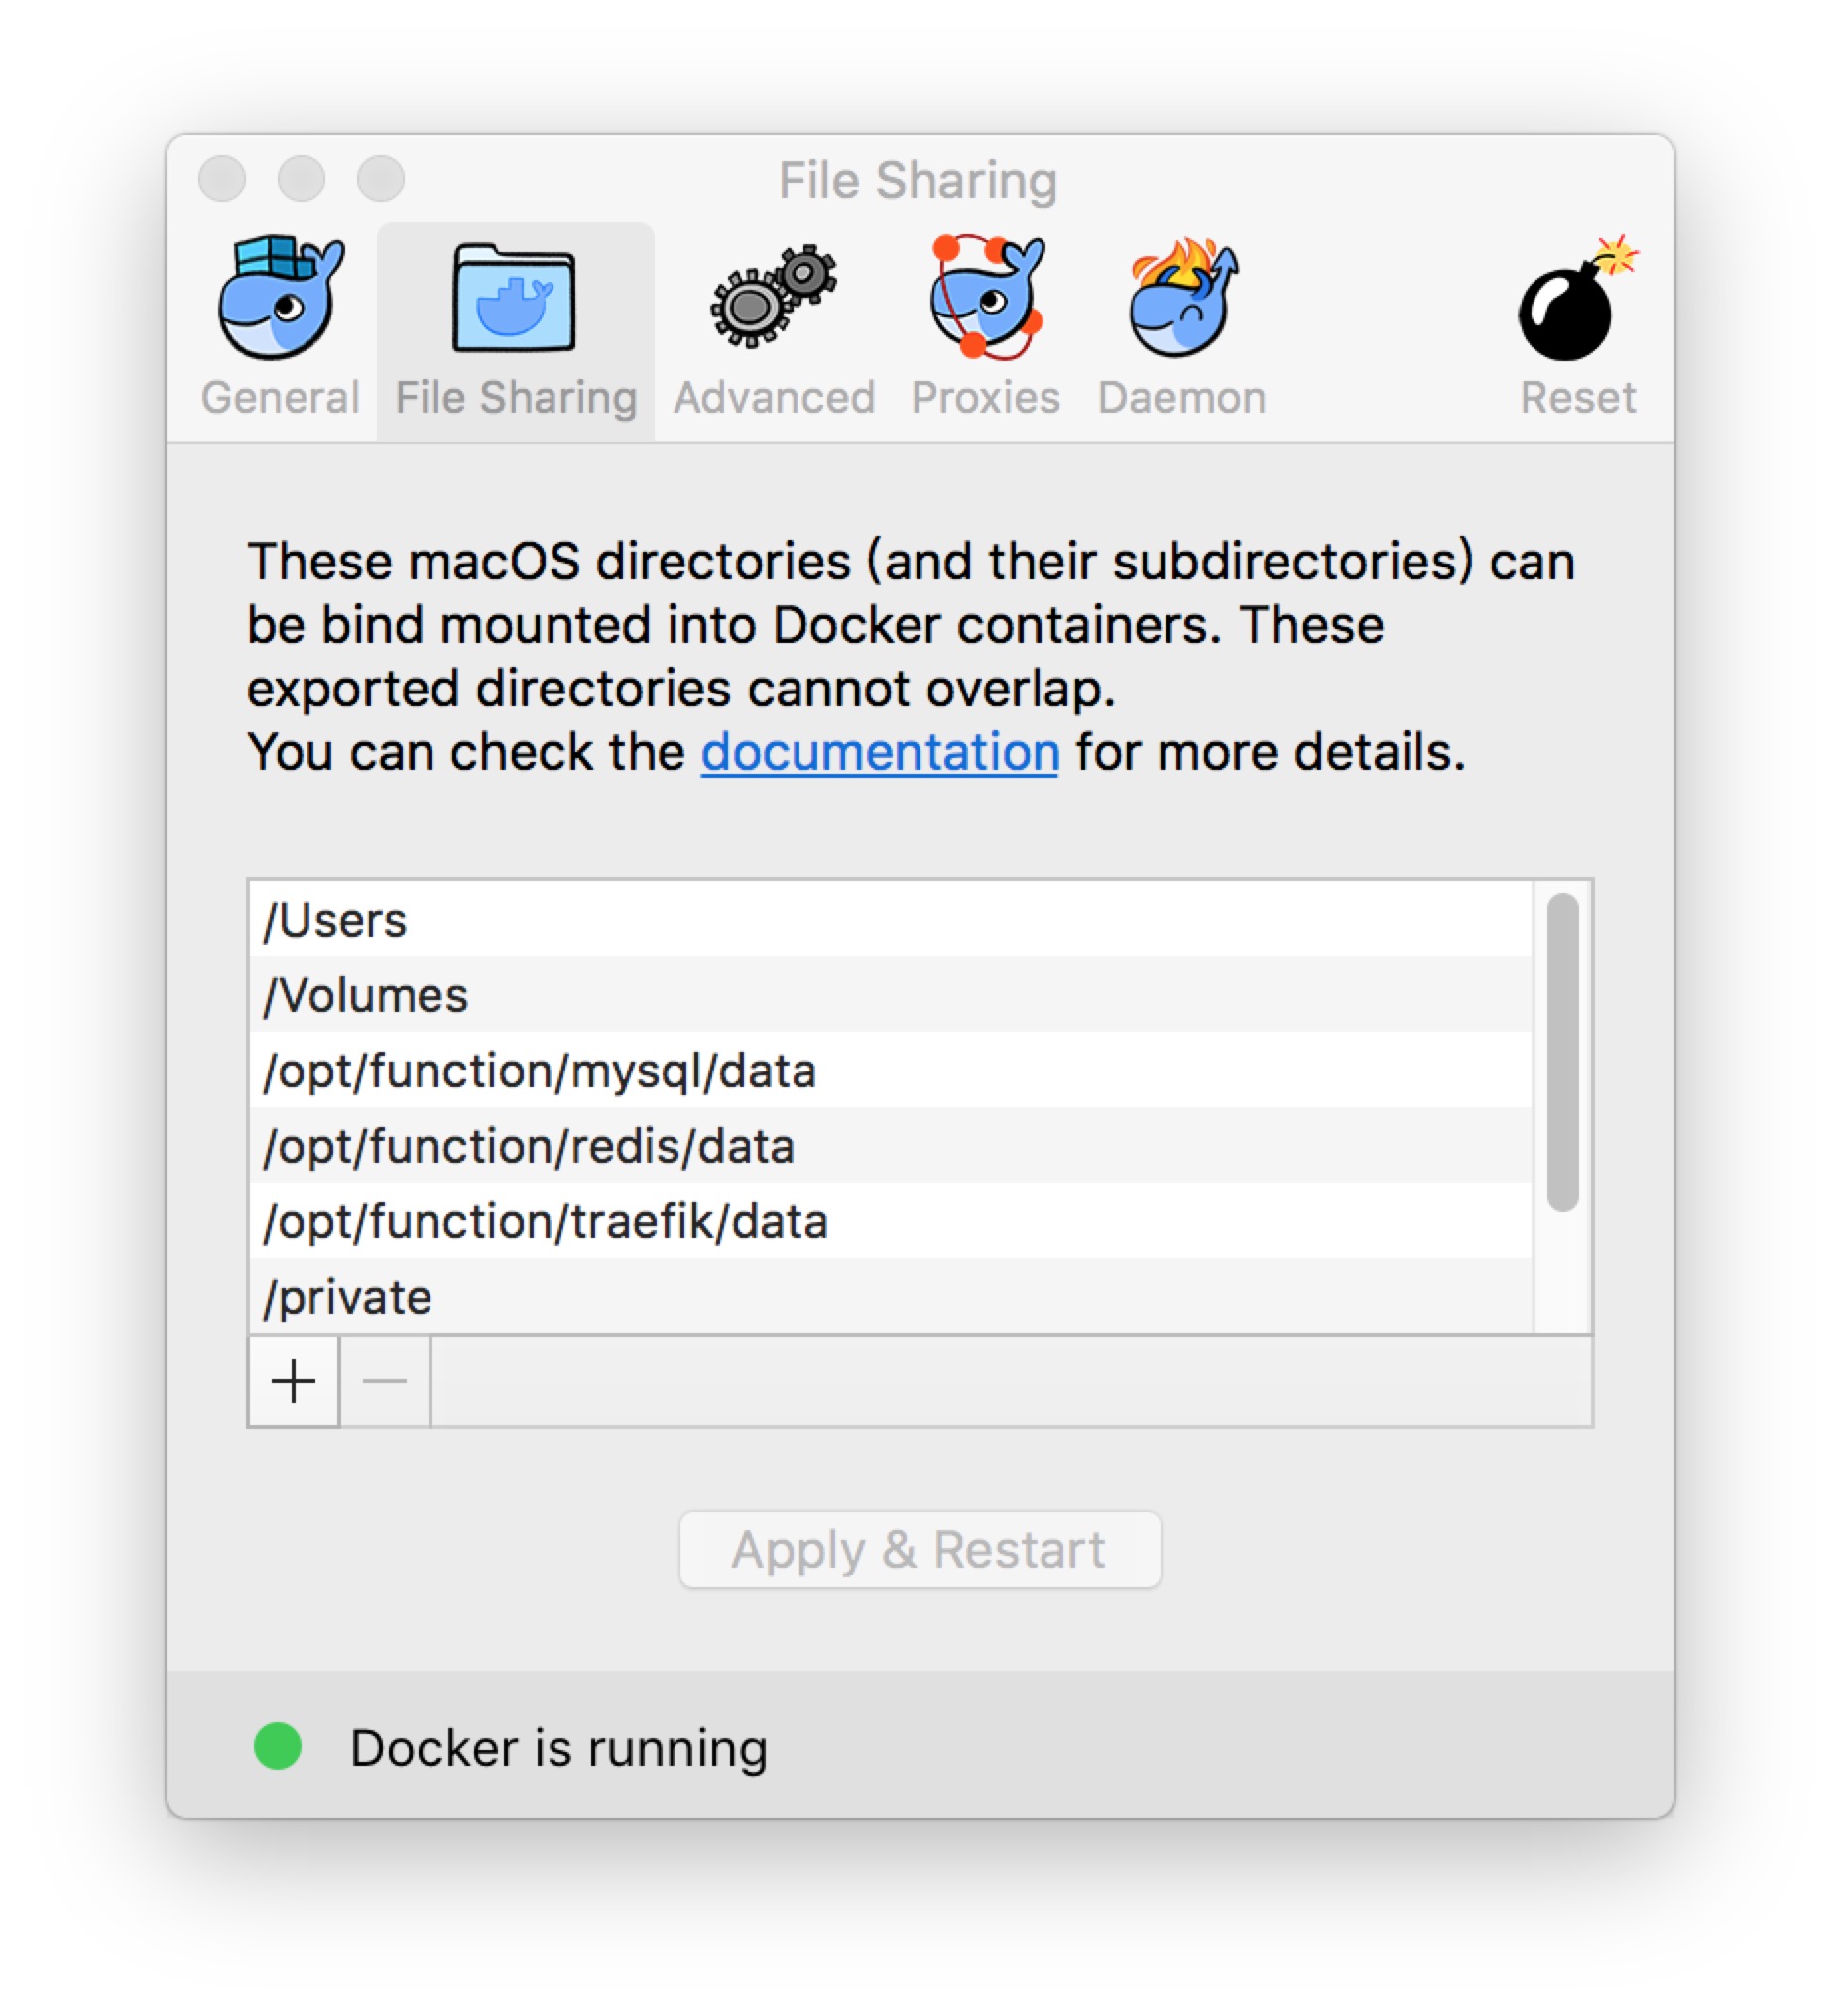 File Sharing
General
File Sharing
Advanced
Proxies
Daemon
Reset
These macOS directories (and their subdirectories) can
be bind mounted into Docker containers. These
exported directories cannot overlap.
You can check the documentation for more details.
/Users
/Volumes
/opt/function/mysql/data
/opt/function/redis/data
/opt/function/traefik/data
/private
Apply & Restart
Docker is running